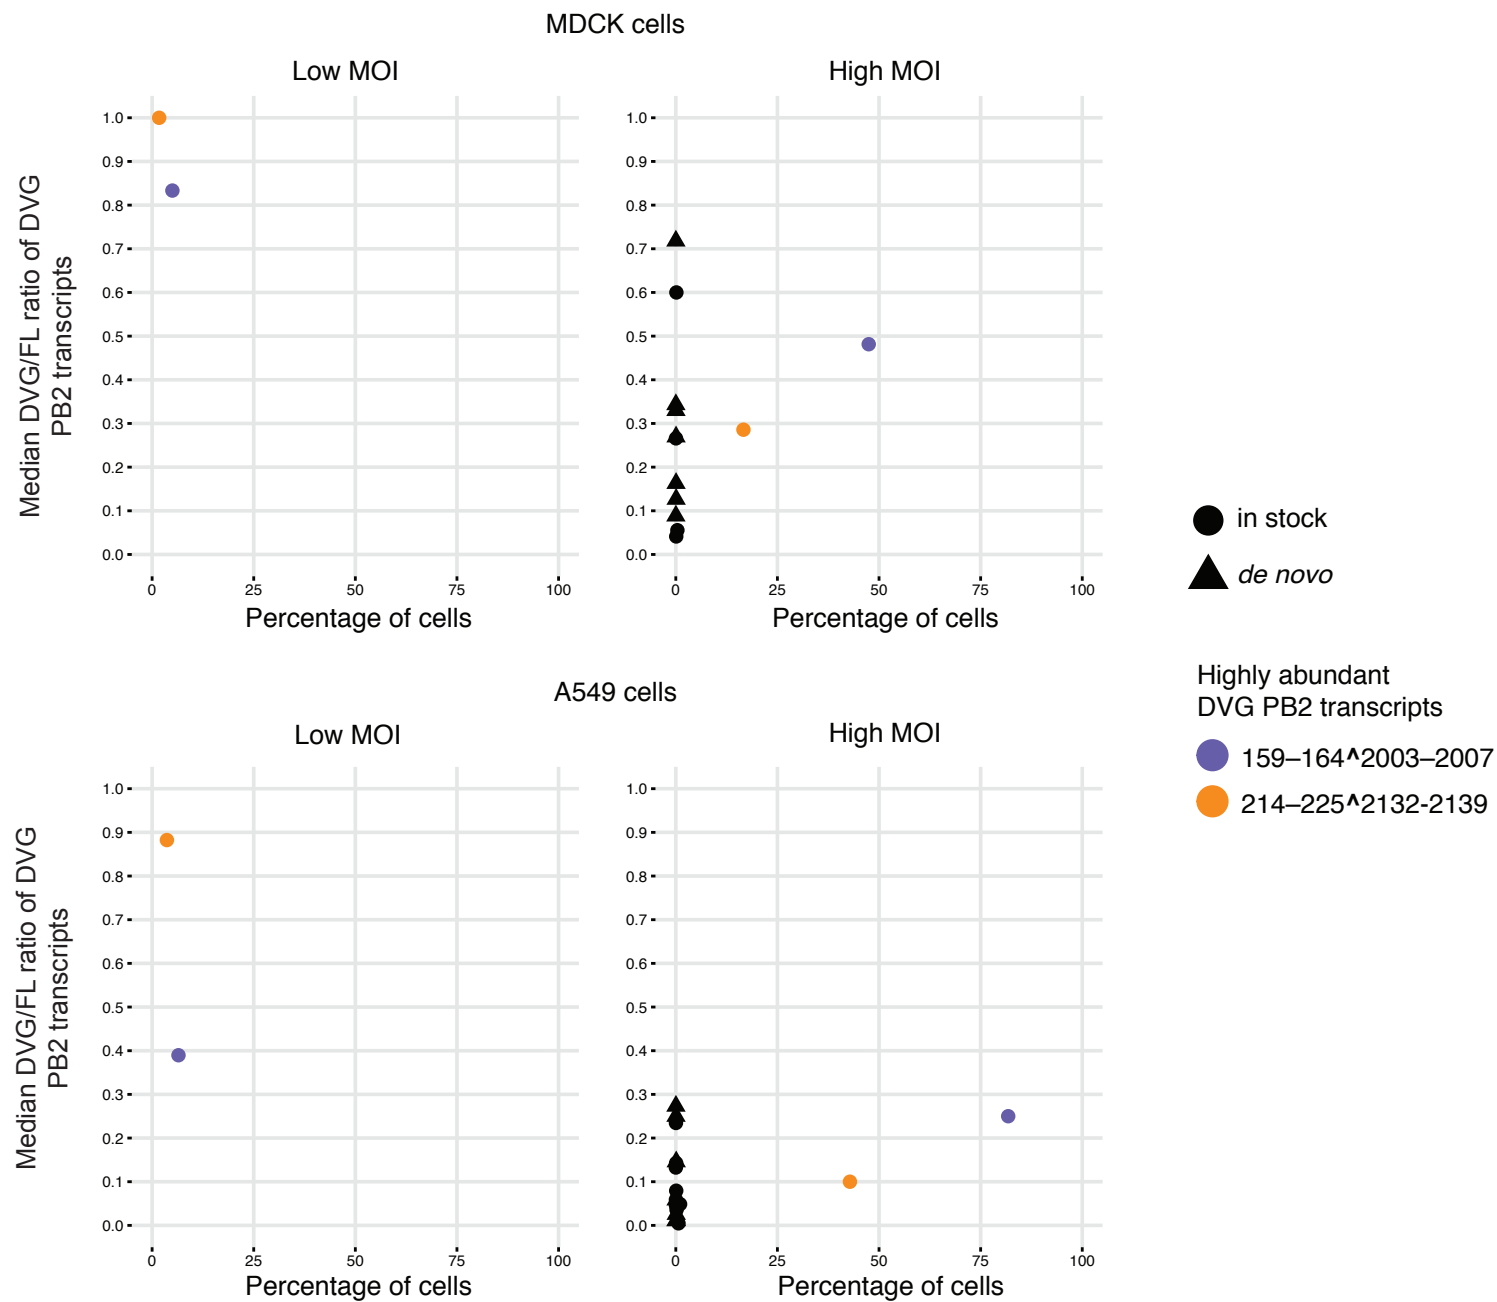 MDCK cells
Low MOI
High MOI
Median DVG/FL ratio of DVG
PB2 transcripts
1.0
0.9
0.8
0.7
0.6
0.5
0.4
0.3
0.2
0.1
0.0
0 25 50 75 100
Percentage of cells
1.0
0.9
0.8
0.7
0.6
0.5
0.4
0.3
0.2
0.1
0.0
0 25 50 75 100
Percentage of cells
in stock
de novo
Highly abundant
DVG PB2 transcripts
159–164^2003–2007
214–225^2132-2139
A549 cells
Low MOI
High MOI
Median DVG/FL ratio of DVG
PB2 transcripts
1.0
0.9
0.8
0.7
0.6
0.5
0.4
0.3
0.2
0.1
0.0
0 25 50 75 100
Percentage of cells
1.0
0.9
0.8
0.7
0.6
0.5
0.4
0.3
0.2
0.1
0.0
0 25 50 75 100
Percentage of cells